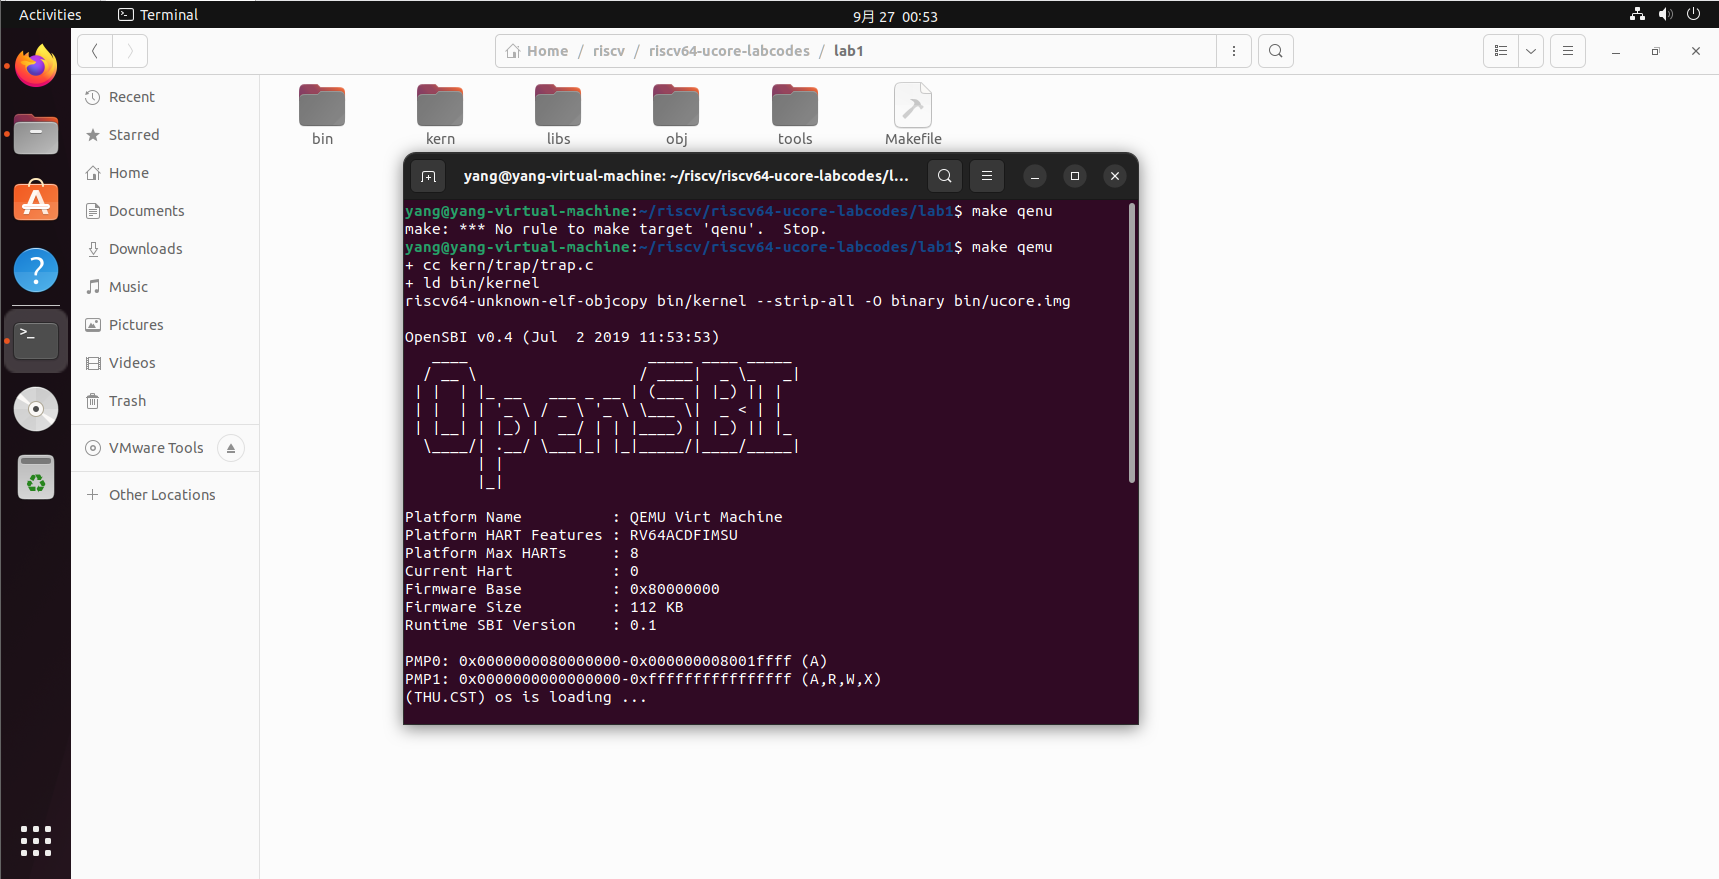 Activities
Terminal
9月 27 00:53
Home / riscv / riscv64-ucore-labcodes / lab1
Recent
Starred
Home
Documents
Downloads
Music
Pictures
Videos
Trash
VMware Tools
Other Locations
bin
kern
libs
obj
tools
Makefile
yang@yang-virtual-machine: ~/riscv/riscv64-ucore-labcodes/l...
yang@yang-virtual-machine:~/riscv/riscv64-ucore-labcodes/lab1$ make qenu
make: *** No rule to make target 'qenu'.  Stop.
yang@yang-virtual-machine:~/riscv/riscv64-ucore-labcodes/lab1$ make qemu
+ cc kern/trap/trap.c
+ ld bin/kernel
riscv64-unknown-elf-objcopy bin/kernel --strip-all -O binary bin/ucore.img
OpenSBI v0.4 (Jul  2 2019 11:53:53)
OpenSBI
Platform Name          : QEMU Virt Machine
Platform HART Features : RV64ACDFIMSU
Platform Max HARTs     : 8
Current Hart           : 0
Firmware Base          : 0x80000000
Firmware Size          : 112 KB
Runtime SBI Version    : 0.1
PMP0: 0x0000000080000000-0x000000008001ffff (A)
PMP1: 0x0000000000000000-0xffffffffffffffff (A,R,W,X)
(THU.CST) os is loading ...